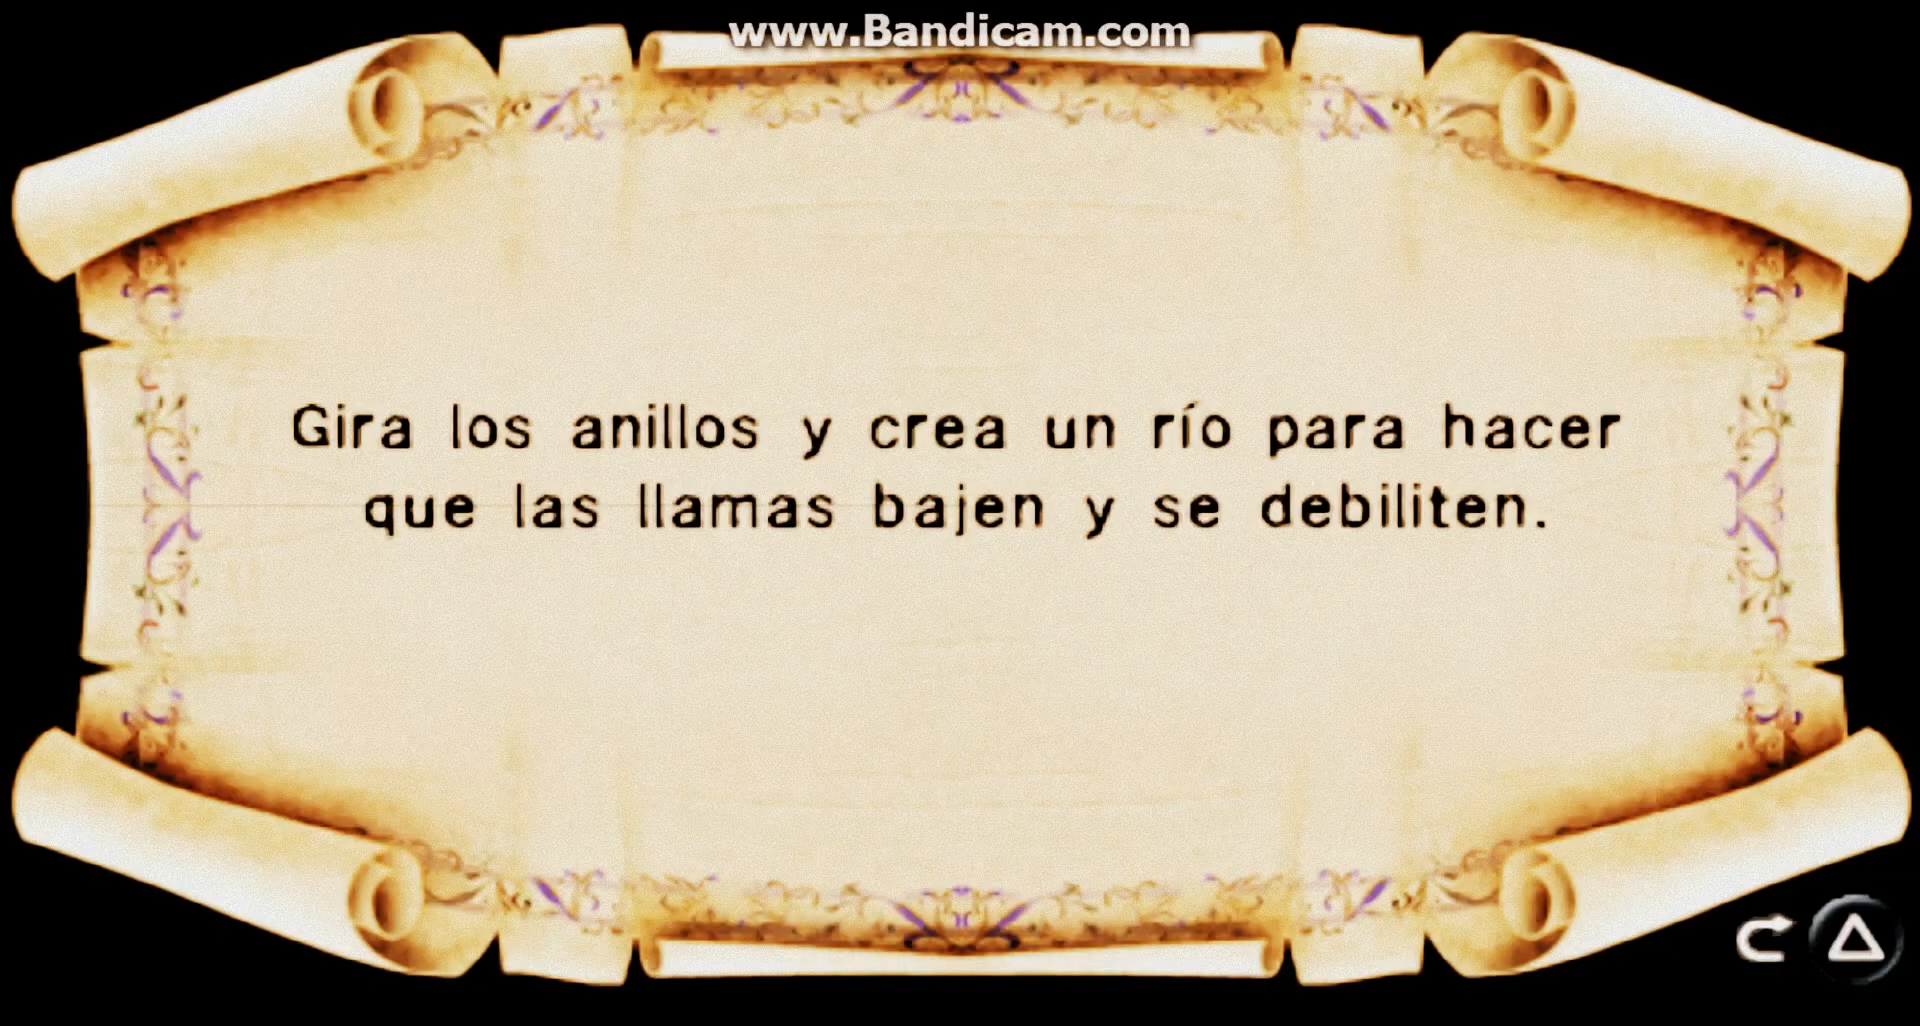 www.Bandicam.com
Gira los anillos y crea un río para hacer
que las llamas bajen y se debiliten.